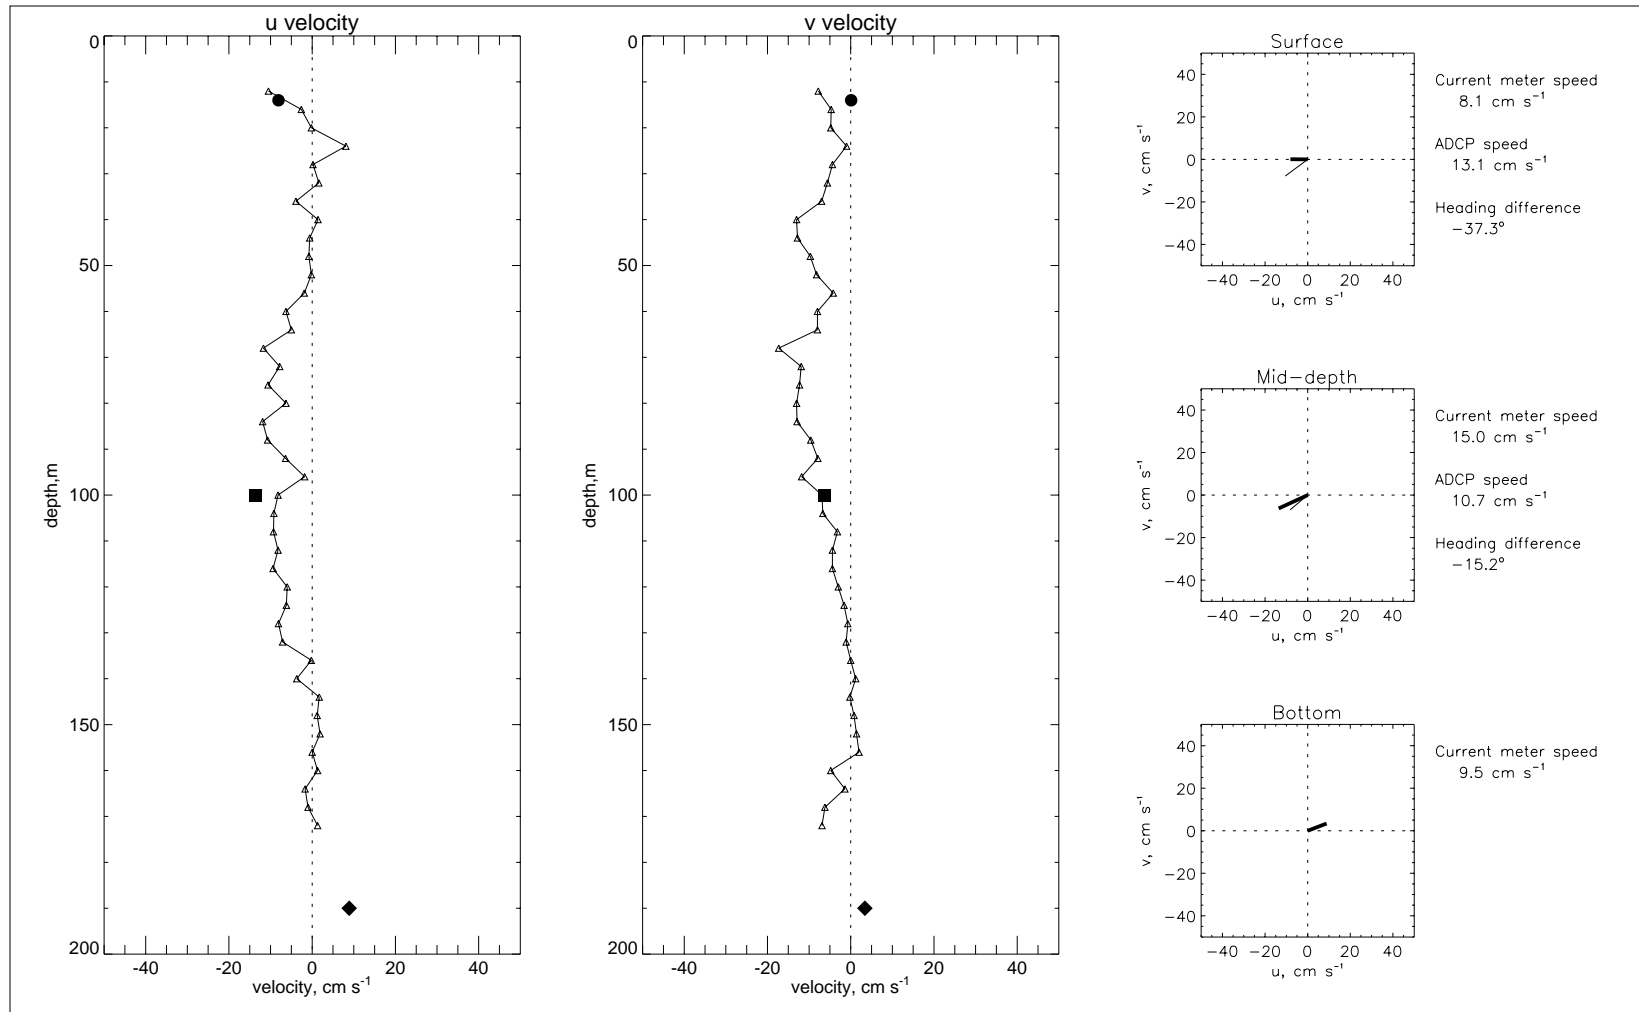 u velocity
0
50
100
150
200
depth,m
-40 -20 0 20 40
velocity, cm s⁻¹
v velocity
0
50
100
150
200
depth,m
-40 -20 0 20 40
velocity, cm s⁻¹
Surface
40
20
0
−20
−40
v, cm s⁻¹
−40 −20 0 20 40
u, cm s⁻¹
Current meter speed
8.1 cm s⁻¹
ADCP speed
13.1 cm s⁻¹
Heading difference
−37.3°
Mid−depth
40
20
0
−20
−40
v, cm s⁻¹
−40 −20 0 20 40
u, cm s⁻¹
Current meter speed
15.0 cm s⁻¹
ADCP speed
10.7 cm s⁻¹
Heading difference
−15.2°
Bottom
40
20
0
−20
−40
v, cm s⁻¹
−40 −20 0 20 40
u, cm s⁻¹
Current meter speed
9.5 cm s⁻¹